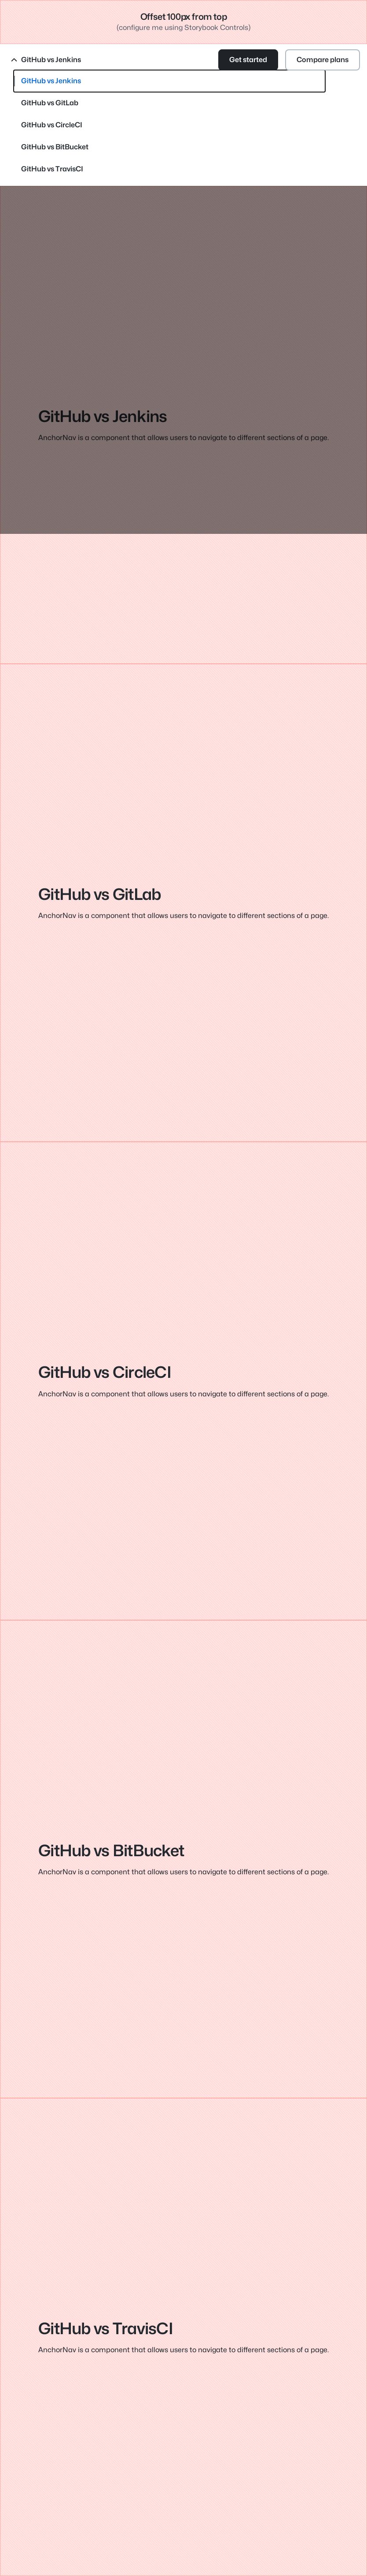 Offset 100px from top
(configure me using Storybook Controls)
GitHub vs Jenkins
Get started
Compare plans
GitHub vs Jenkins
GitHub vs GitLab
GitHub vs CircleCI
GitHub vs BitBucket
GitHub vs TravisCI
GitHub vs Jenkins
AnchorNav is a component that allows users to navigate to different sections of a page.
GitHub vs GitLab
AnchorNav is a component that allows users to navigate to different sections of a page.
GitHub vs CircleCI
AnchorNav is a component that allows users to navigate to different sections of a page.
GitHub vs BitBucket
AnchorNav is a component that allows users to navigate to different sections of a page.
GitHub vs TravisCI
AnchorNav is a component that allows users to navigate to different sections of a page.